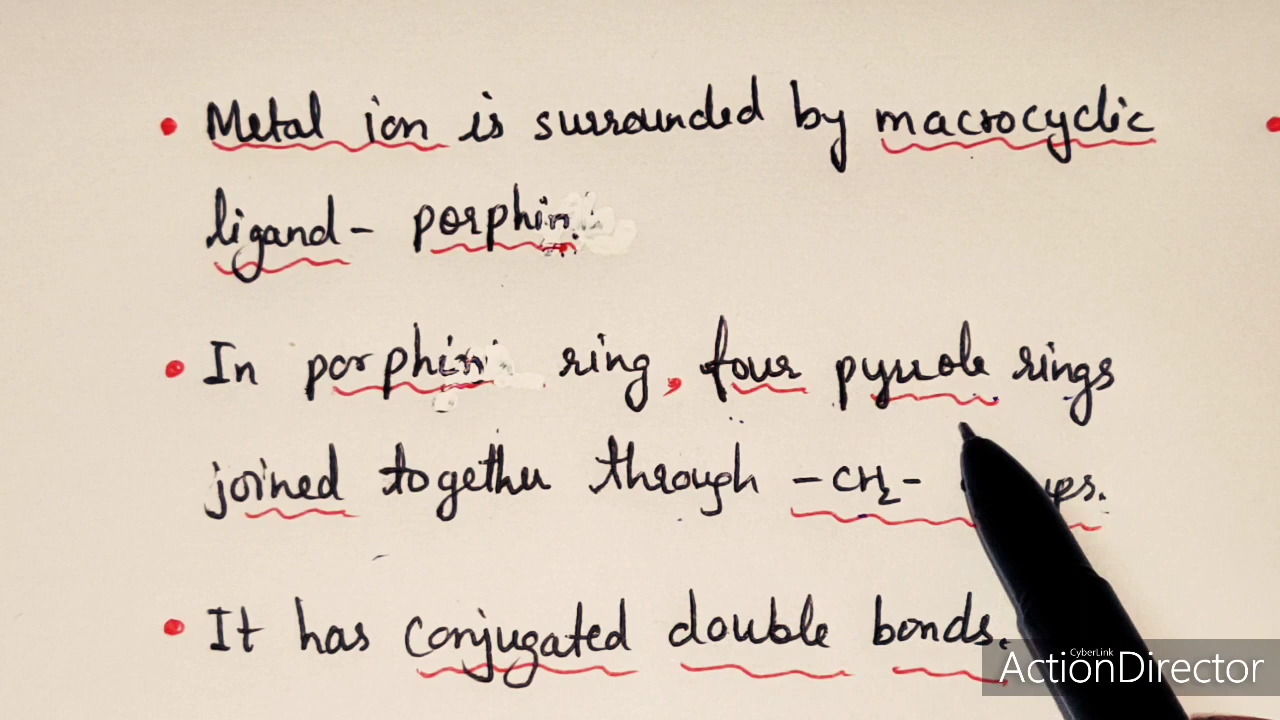 • Metal ion is surrounded by macrocyclic
ligand - porphin.
• In porphin ring, four pyrrole rings
joined together through -CH2-
• It has conjugated double bonds.
CyberLink
ActionDirector